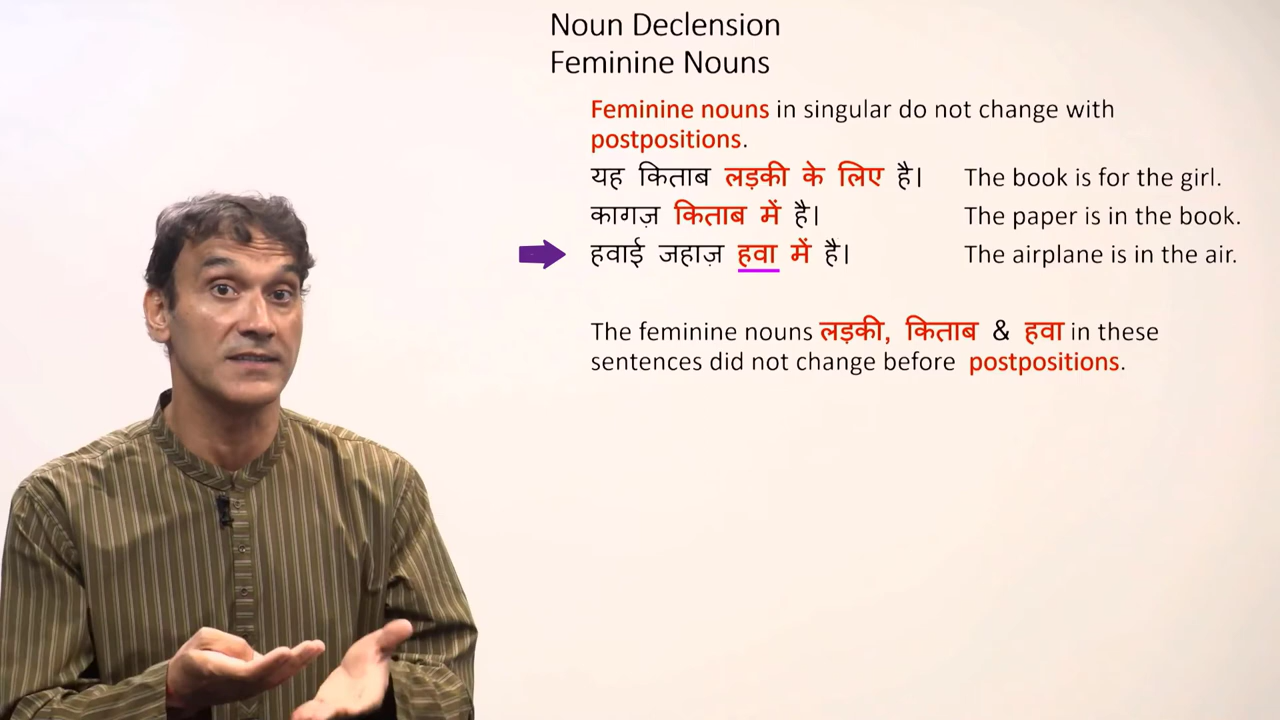 Noun Declension
Feminine Nouns
Feminine nouns in singular do not change with
postpositions.
यह किताब लड़की के लिए है। The book is for the girl.
कागज़ किताब में है। The paper is in the book.
हवाई जहाज़ हवा में है। The airplane is in the air.
The feminine nouns लड़की, किताब & हवा in these
sentences did not change before postpositions.